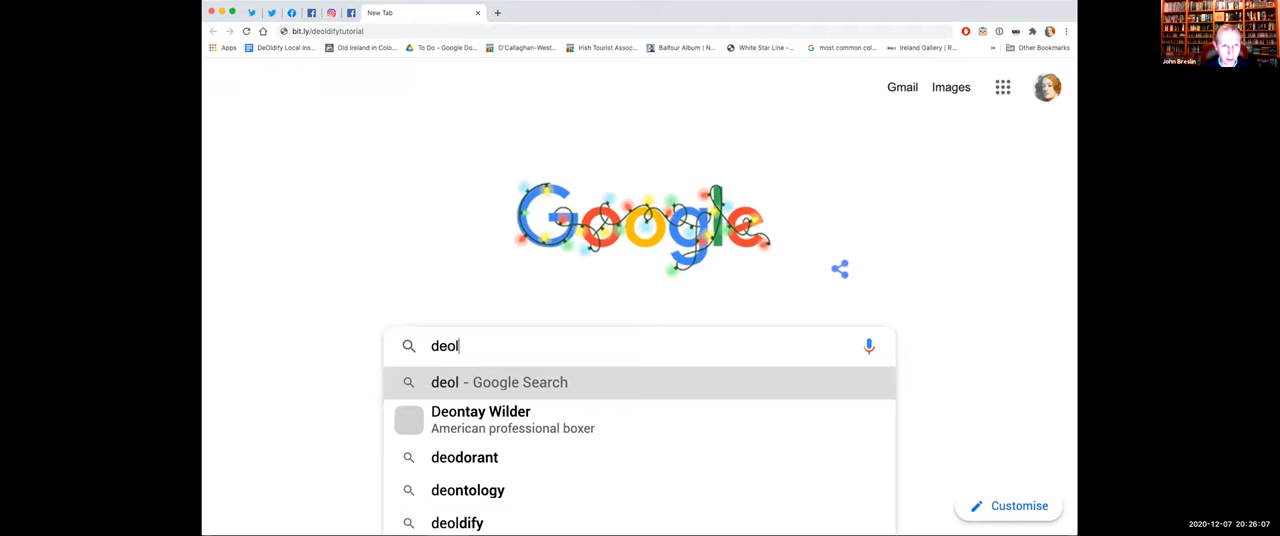 New Tab
bit.ly/deoldifytutorial
Apps
DeOldify Local Ins...
Old Ireland in Colo...
To Do - Google Do...
O'Callaghan-West...
Irish Tourist Assoc...
Balfour Album | N...
White Star Line -...
most common col...
Ireland Gallery | R...
»
Other Bookmarks
John Breslin
Gmail
Images
Google
deol
deol - Google Search
Deontay Wilder
American professional boxer
deodorant
deontology
deoldify
Customise
2020-12-07 20:26:07